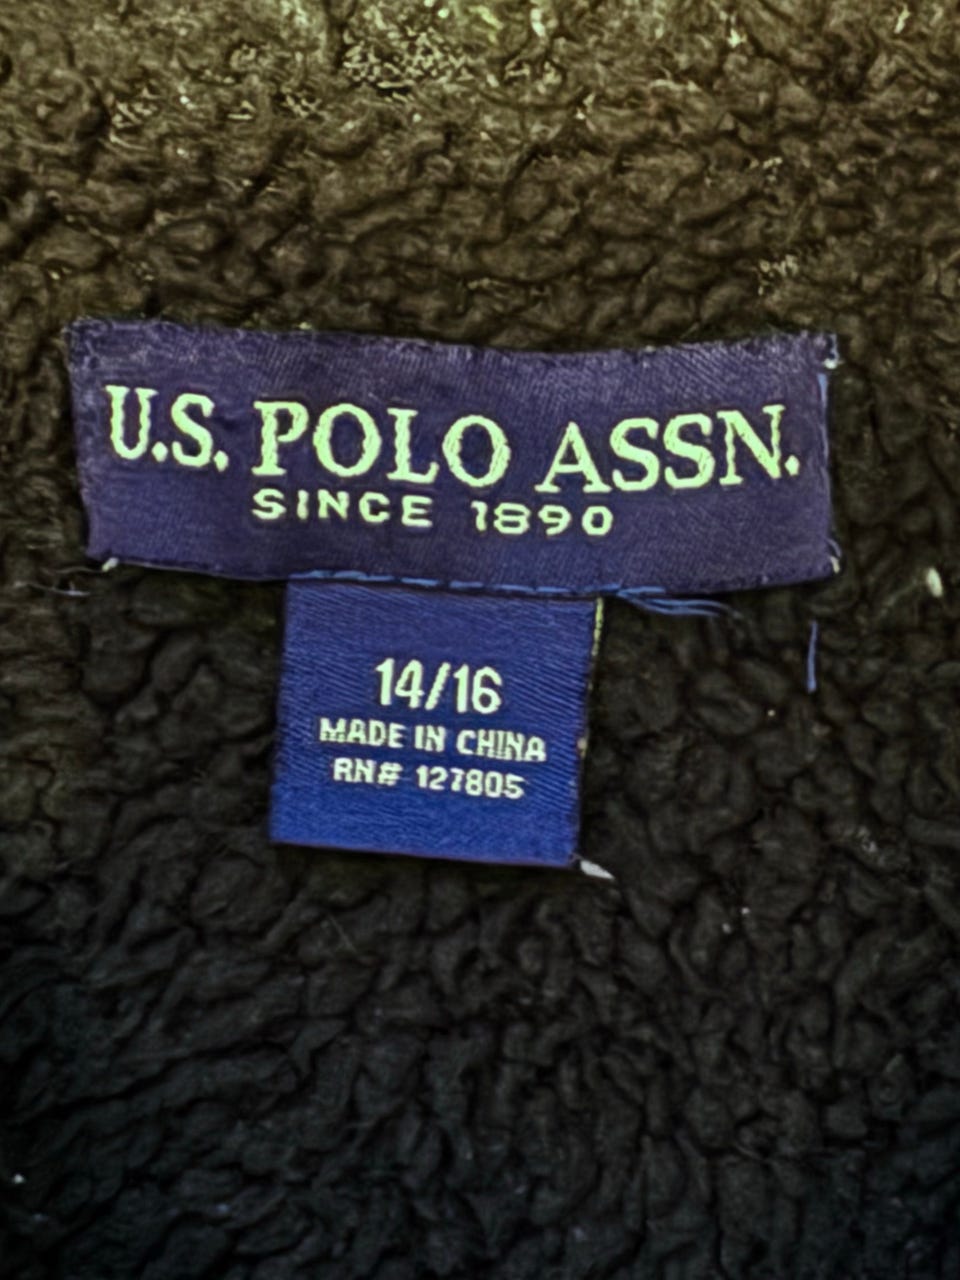 U.S. POLO ASSN.
SINCE 1890
14/16
MADE IN CHINA
RN# 127805